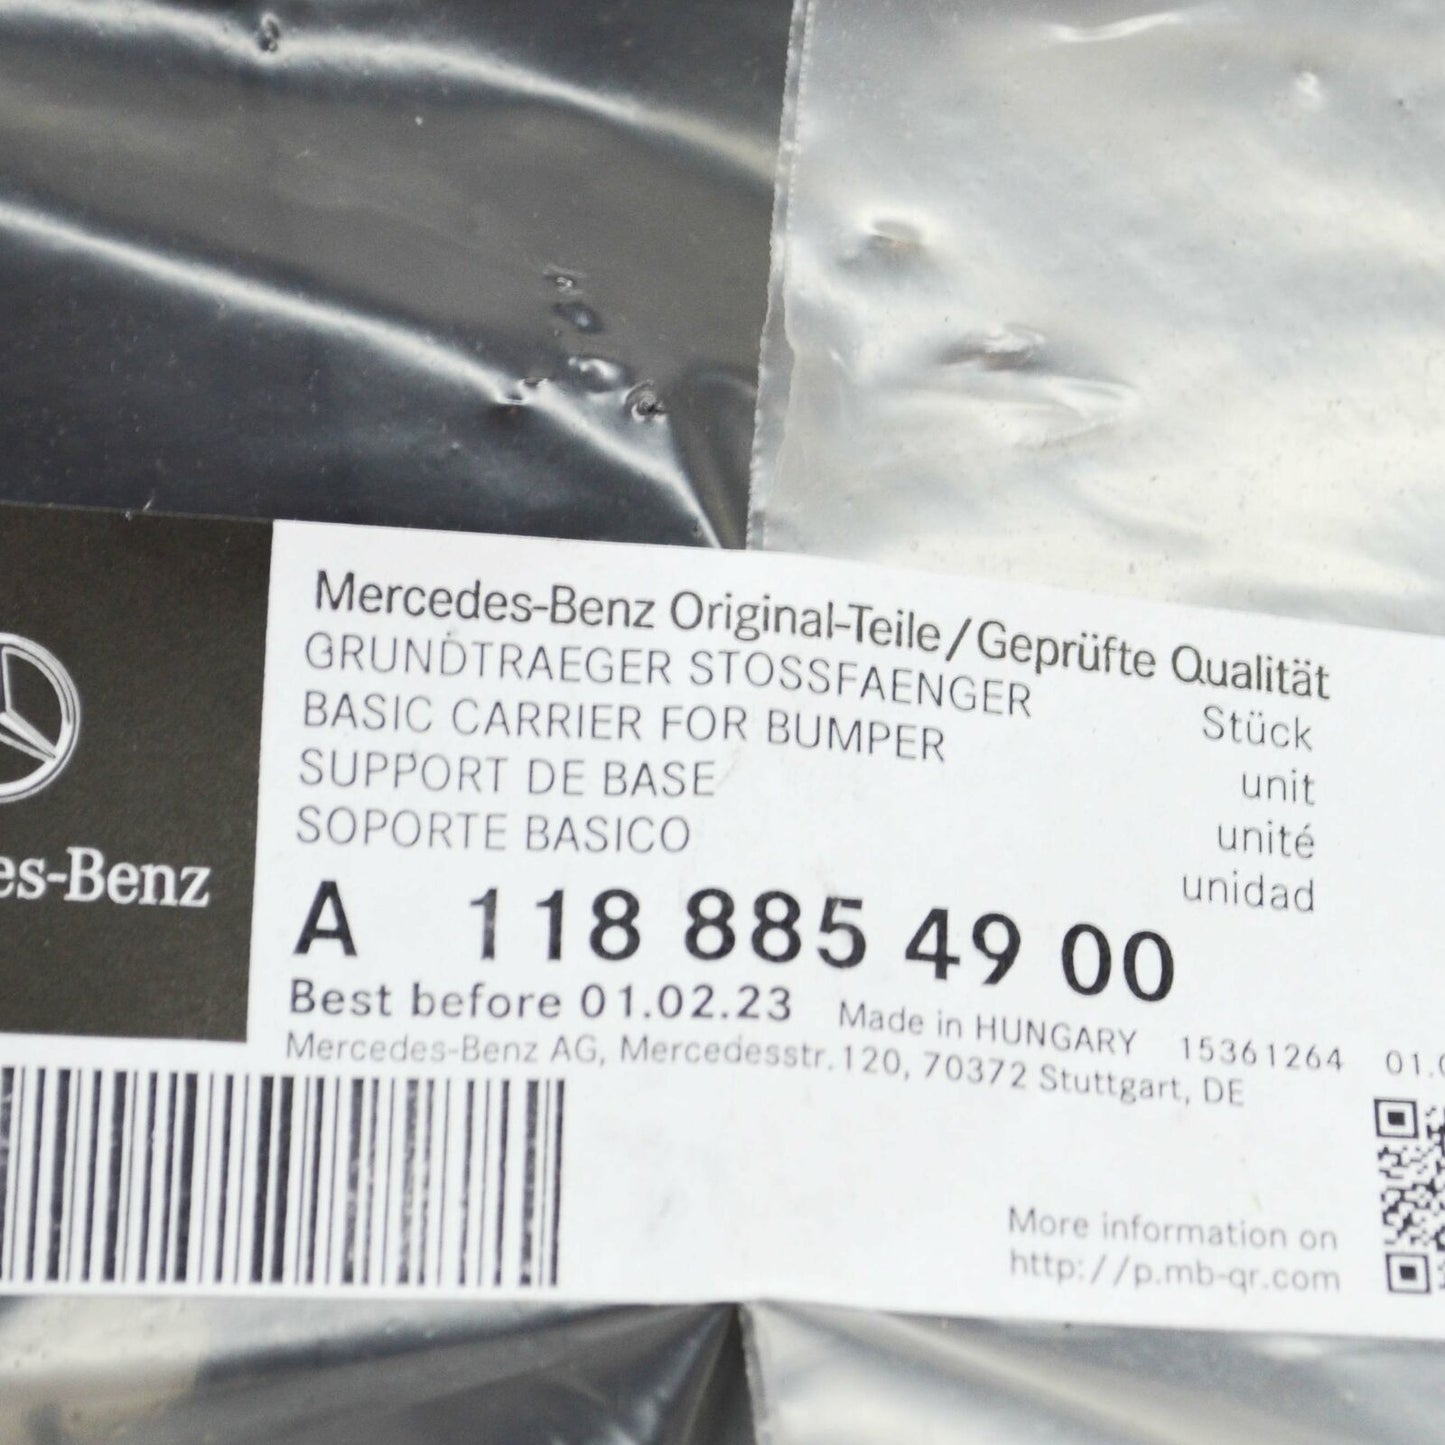 Mercedes-Benz Original-Teile/Geprüfte Qualität
GRUNDTRAEGER STOSSFAENGER
BASIC CARRIER FOR BUMPER
SUPPORT DE BASE
SOPORTE BASICO
Stück
unit
unité
unidad
es-Benz
A 118 885 49 00
Best before 01.02.23 Made in HUNGARY 15361264 01.
Mercedes-Benz AG, Mercedesstr.120, 70372 Stuttgart, DE
More information on
http://p.mb-qr.com